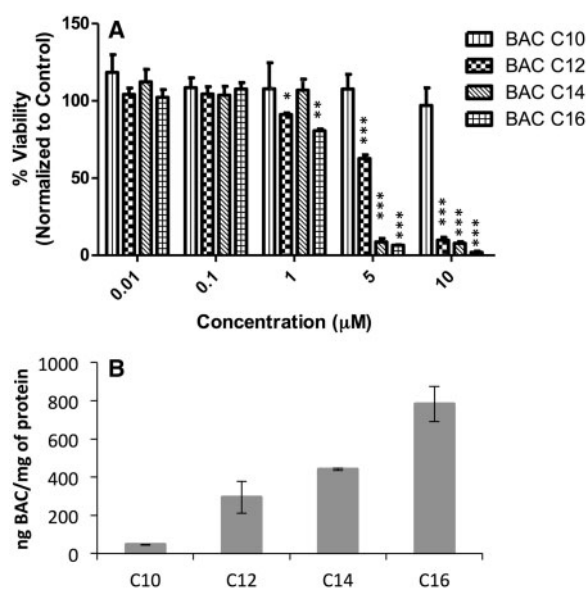 A
% Viability
(Normalized to Control)
150
100
50
0
* ** *** *** *** *** *** ***
0.01 0.1 1 5 10
Concentration (μM)
BAC C10
BAC C12
BAC C14
BAC C16
B
ng BAC/mg of protein
1000
800
600
400
200
0
C10 C12 C14 C16